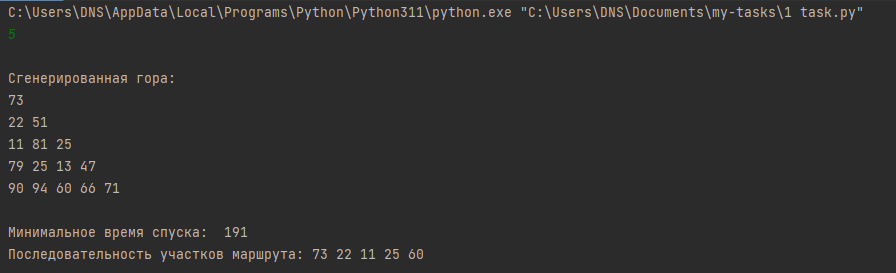 C:\Users\DNS\AppData\Local\Programs\Python\Python311\python.exe "C:\Users\DNS\Documents\my-tasks\1 task.py"
5
Сгенерированная гора:
73
22 51
11 81 25
79 25 13 47
90 94 60 66 71
Минимальное время спуска:  191
Последовательность участков маршрута: 73 22 11 25 60